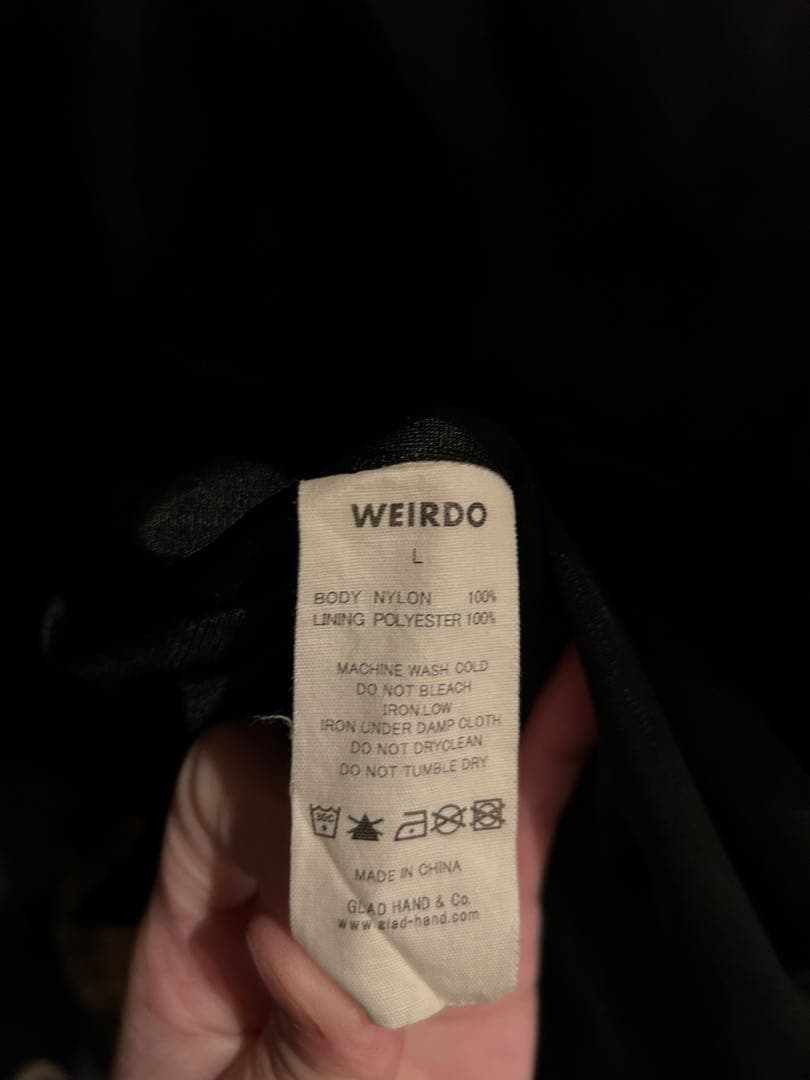 WEIRDO
L
BODY NYLON 100%
LINING POLYESTER 100%
MACHINE WASH COLD
DO NOT BLEACH
IRON.LOW
IRON UNDER DAMP CLOTH
DO NOT DRYCLEAN
DO NOT TUMBLE DRY
30C
MADE IN CHINA
GLAD HAND & Co.
www.glad-hand.com